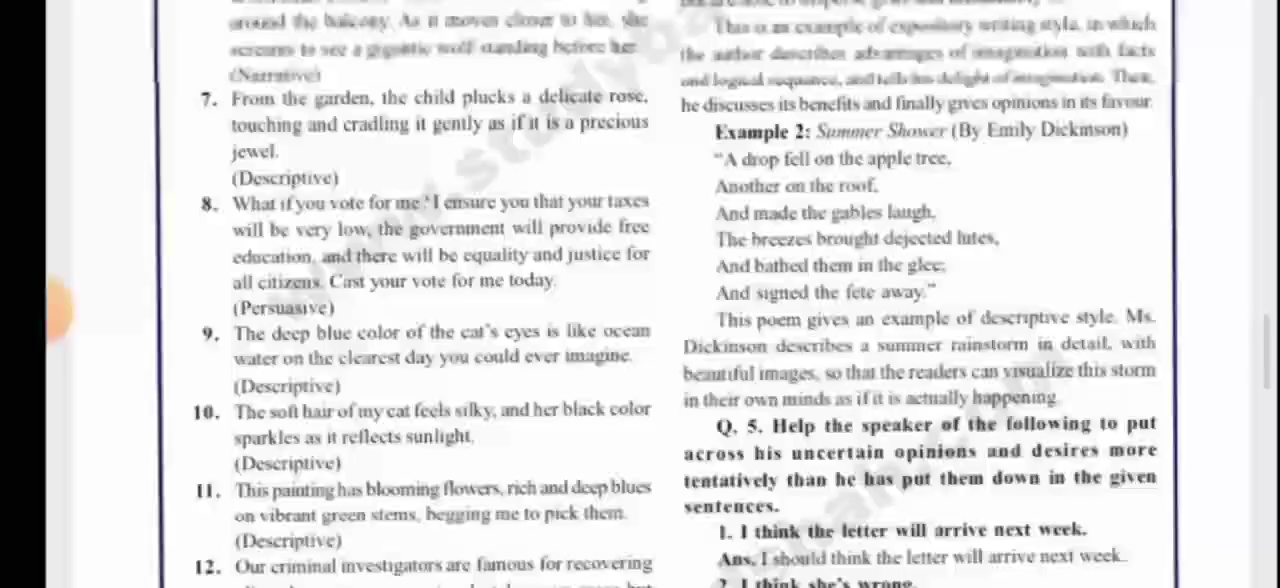 around the balcony. As it moves closer to her, she
screams to see a gigantic wolf standing before her.
(Narrative)
7. From the garden, the child plucks a delicate rose,
touching and cradling it gently as if it is a precious
jewel.
(Descriptive)
8. What if you vote for me? I ensure you that your taxes
will be very low, the government will provide free
education, and there will be equality and justice for
all citizens. Cast your vote for me today.
(Persuasive)
9. The deep blue color of the cat's eyes is like ocean
water on the clearest day you could ever imagine.
(Descriptive)
10. The soft hair of my cat feels silky, and her black color
sparkles as it reflects sunlight.
(Descriptive)
11. This painting has blooming flowers, rich and deep blues
on vibrant green stems, begging me to pick them.
(Descriptive)
12. Our criminal investigators are famous for recovering
This is an example of expository writing style, in which
the author describes advantages of imagination with facts
and logical sequence, and tells his delight of imagination. Then,
he discusses its benefits and finally gives opinions in its favour.
Example 2: Summer Shower (By Emily Dickinson)
"A drop fell on the apple tree,
Another on the roof,
And made the gables laugh,
The breezes brought dejected lutes,
And bathed them in the glee;
And signed the fete away."
This poem gives an example of descriptive style. Ms.
Dickinson describes a summer rainstorm in detail, with
beautiful images, so that the readers can visualize this storm
in their own minds as if it is actually happening.
Q. 5. Help the speaker of the following to put
across his uncertain opinions and desires more
tentatively than he has put them down in the given
sentences.
1. I think the letter will arrive next week.
Ans. I should think the letter will arrive next week.
2. I think she's wrong.